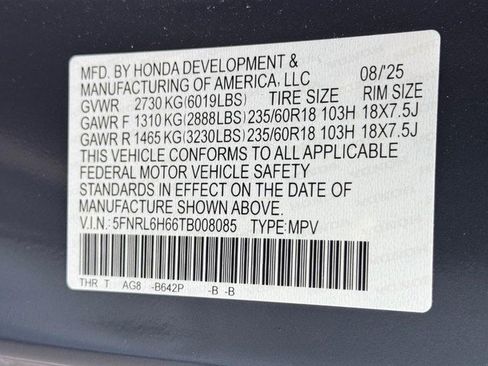 MFD. BY HONDA DEVELOPMENT &
MANUFACTURING OF AMERICA, LLC 08/'25
GVWR 2730 KG(6019LBS) TIRE SIZE RIM SIZE
GAWR F 1310 KG(2888LBS)235/60R18 103H 18X7.5J
GAWR R 1465 KG(3230LBS)235/60R18 103H 18X7.5J
THIS VEHICLE CONFORMS TO ALL APPLICABLE
FEDERAL MOTOR VEHICLE SAFETY
STANDARDS IN EFFECT ON THE DATE OF
MANUFACTURE SHOWN ABOVE.
V.I.N.: 5FNRL6H66TB008085 TYPE:MPV
THR T AG8 -B642P -B -B